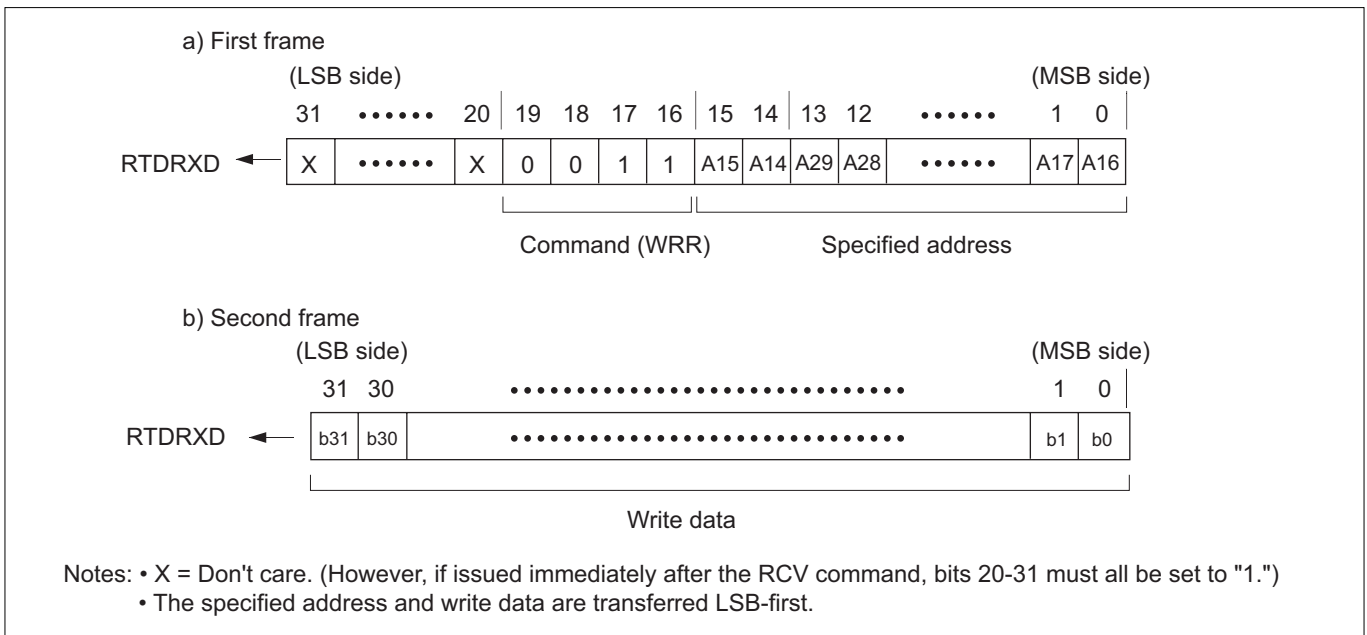 a) First frame
(LSB side) (MSB side)
31 •••••• 20 19 18 17 16 15 14 13 12 •••••• 1 0
RTDRXD X •••••• X 0 0 1 1 A15 A14 A29 A28 •••••• A17 A16
Command (WRR) Specified address
b) Second frame
(LSB side) (MSB side)
31 30 •••••••••••••••••••••••••••••• 1 0
RTDRXD b31 b30 •••••••••••••••••••••••••••••• b1 b0
Write data
Notes: • X = Don't care. (However, if issued immediately after the RCV command, bits 20-31 must all be set to "1.")
• The specified address and write data are transferred LSB-first.